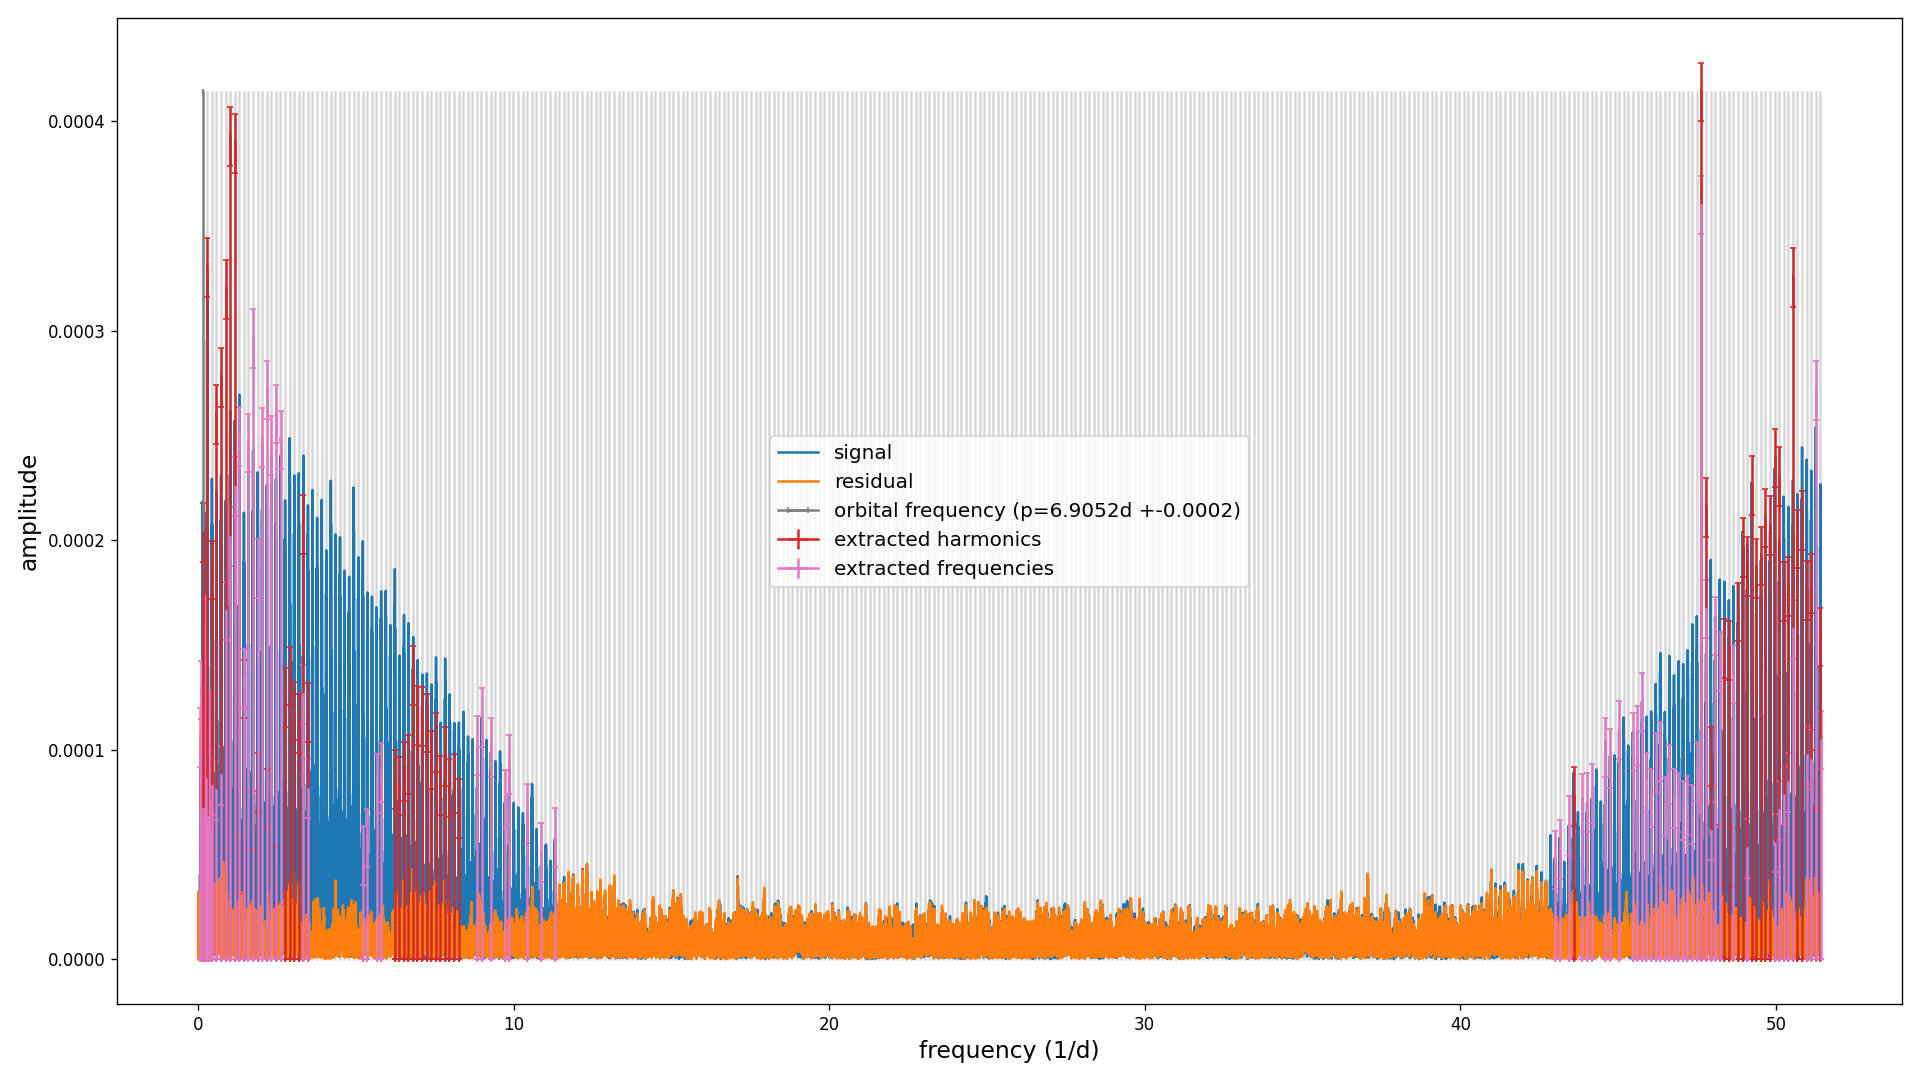 0.0004
0.0003
0.0002
0.0001
0.0000
amplitude
signal
residual
orbital frequency (p=6.9052d +-0.0002)
extracted harmonics
extracted frequencies
0 10 20 30 40 50
frequency (1/d)